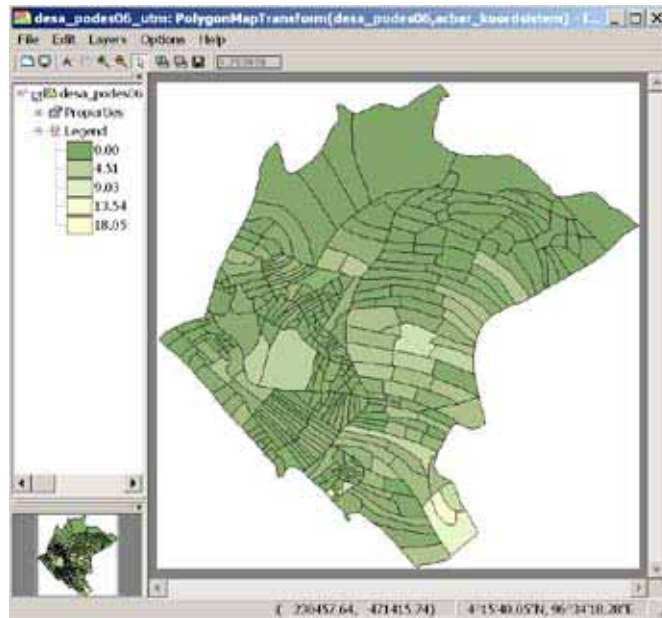 desa_podes06_utm: PolygonMapTransform(desa_podes06,acbar_koordsistem) - I...
File Edit Layers Options Help
desa_podes06
Properties
Legend
0.00
4.51
9.03
13.54
18.05
( 230457.64, 471415.74) 4°15'40.05"N, 96°34'18.28"E